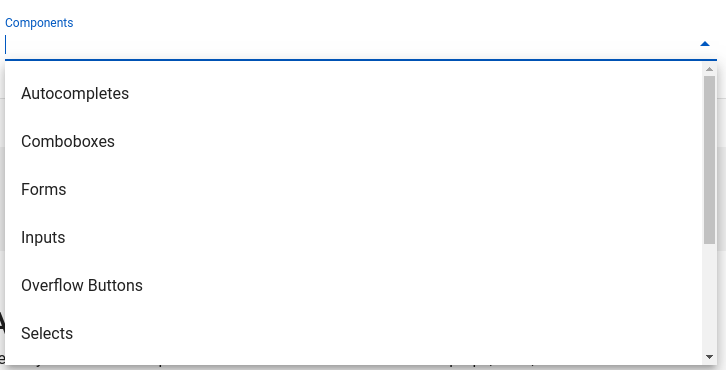 Components
Autocompletes
Comboboxes
Forms
Inputs
Overflow Buttons
Selects